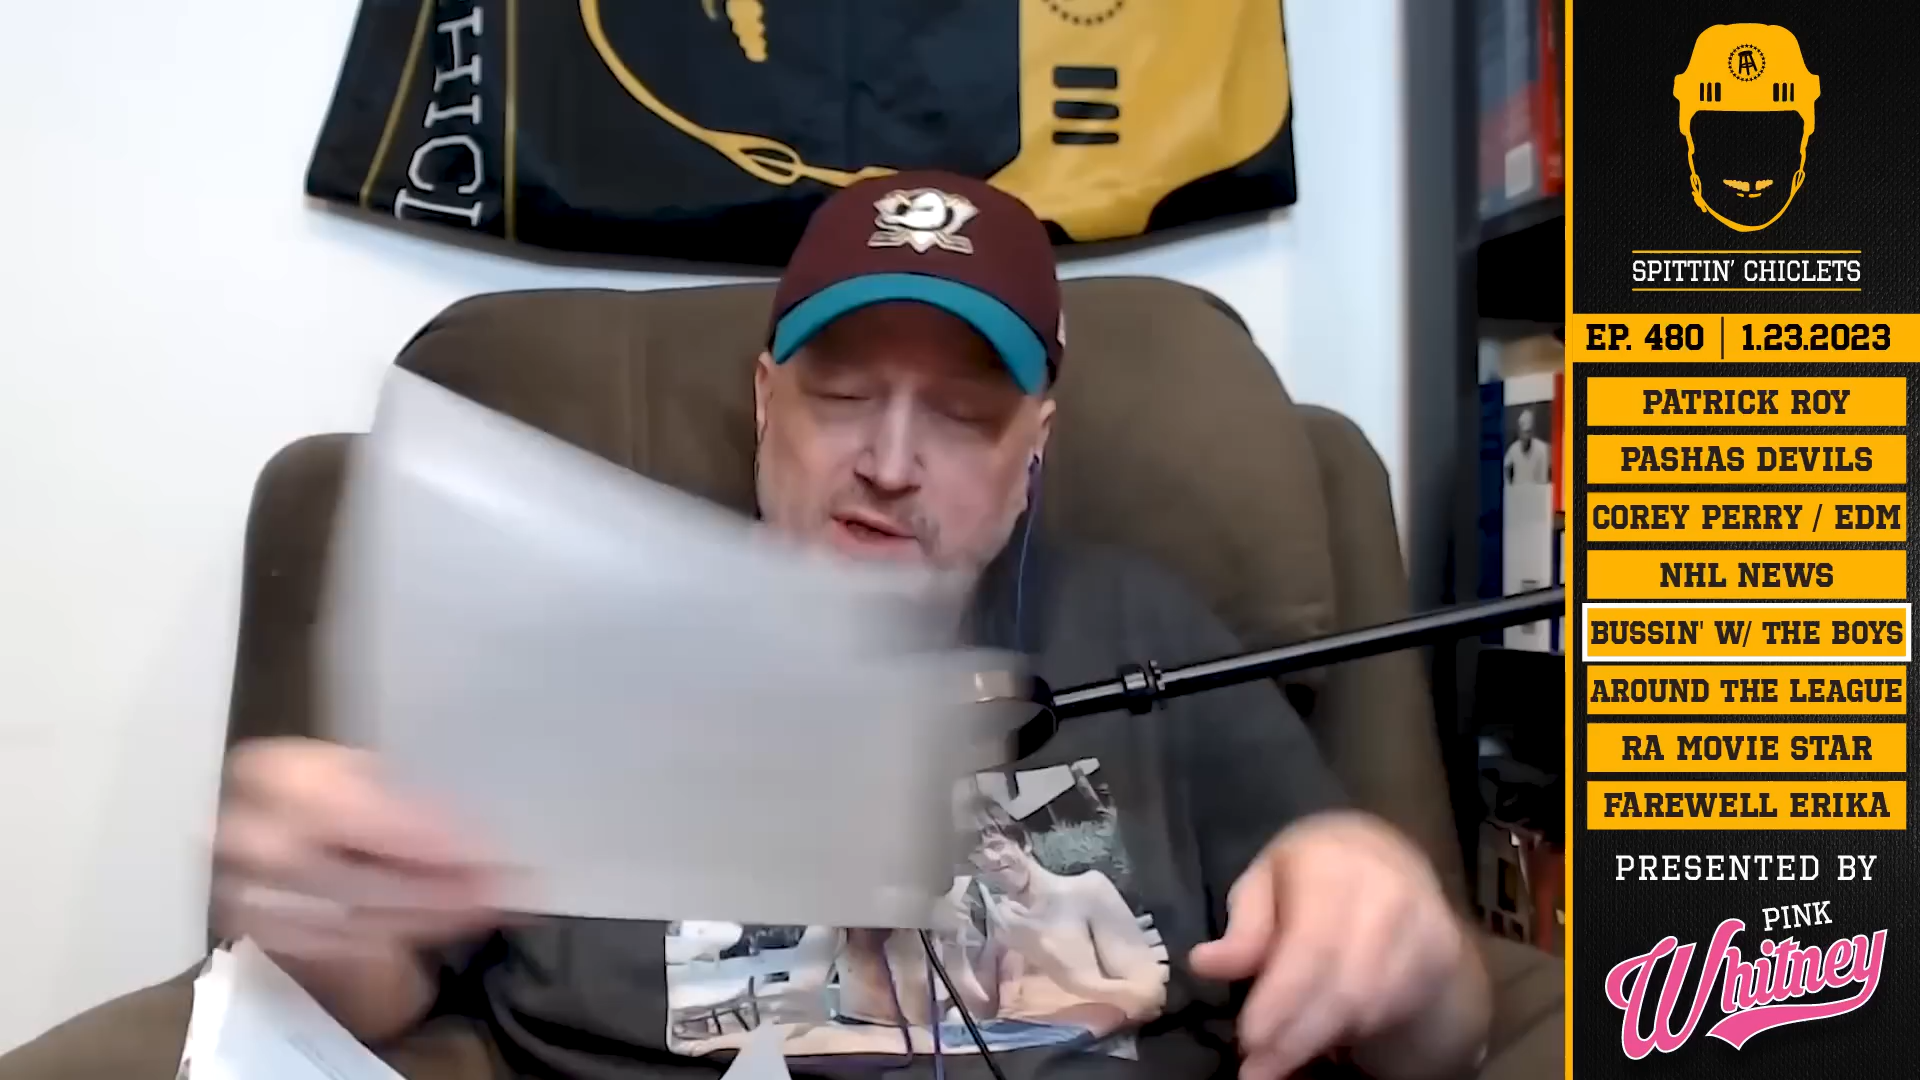 CHICL
SPITTIN' CHICLETS
EP. 480 | 1.23.2023
PATRICK ROY
PASHAS DEVILS
COREY PERRY / EDM
NHL NEWS
BUSSIN' W/ THE BOYS
AROUND THE LEAGUE
RA MOVIE STAR
FAREWELL ERIKA
PRESENTED BY
PINK
Whitney